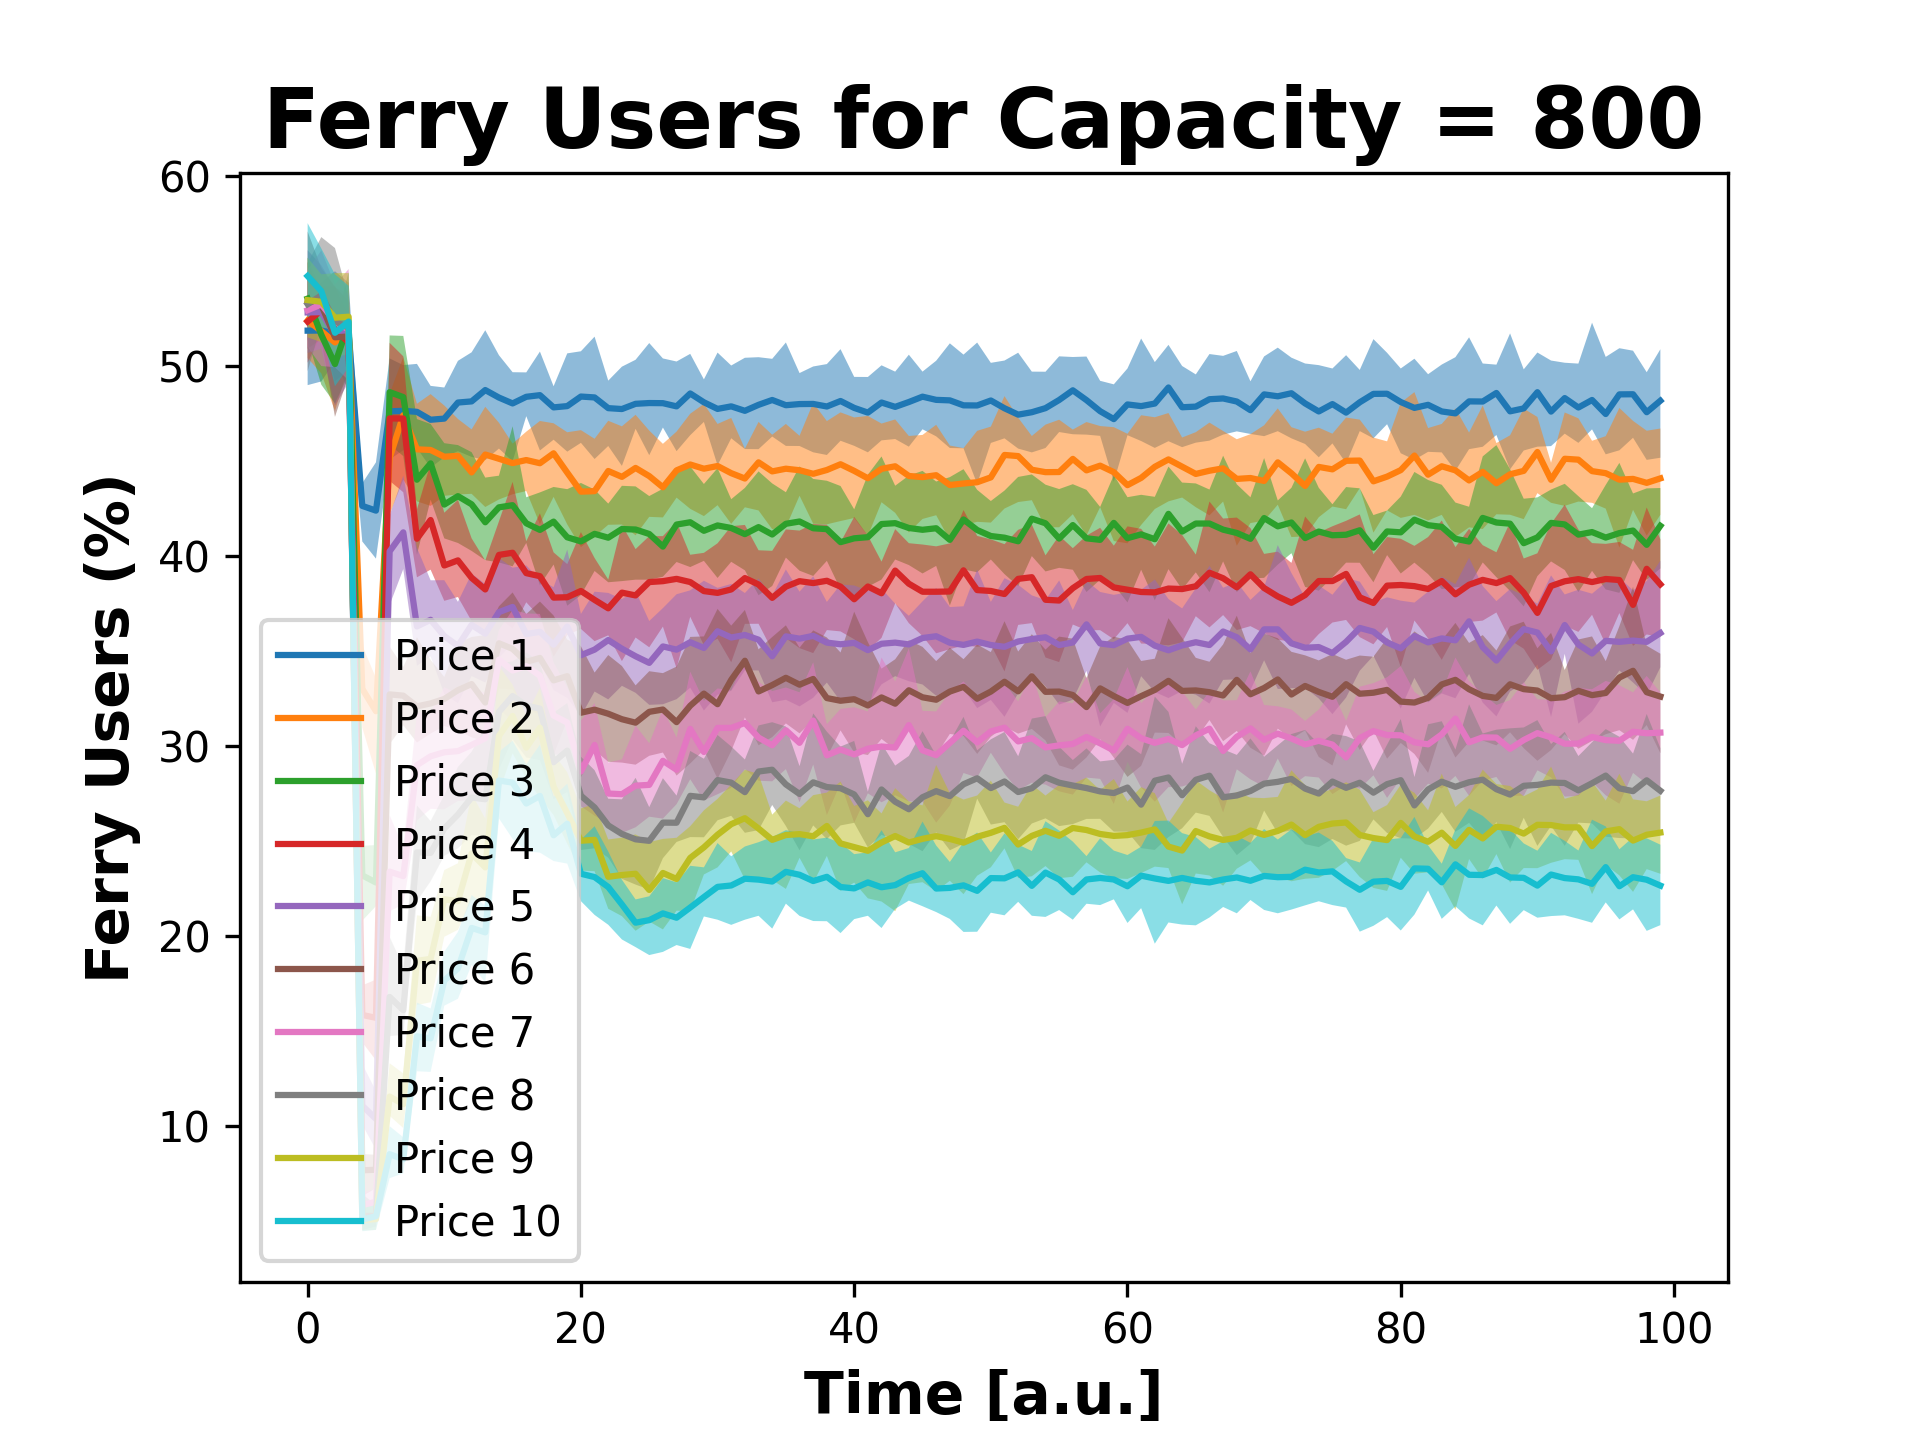 Ferry Users for Capacity = 800
Ferry Users (%)
60
50
40
30
20
10
Price 1
Price 2
Price 3
Price 4
Price 5
Price 6
Price 7
Price 8
Price 9
Price 10
0 20 40 60 80 100
Time [a.u.]